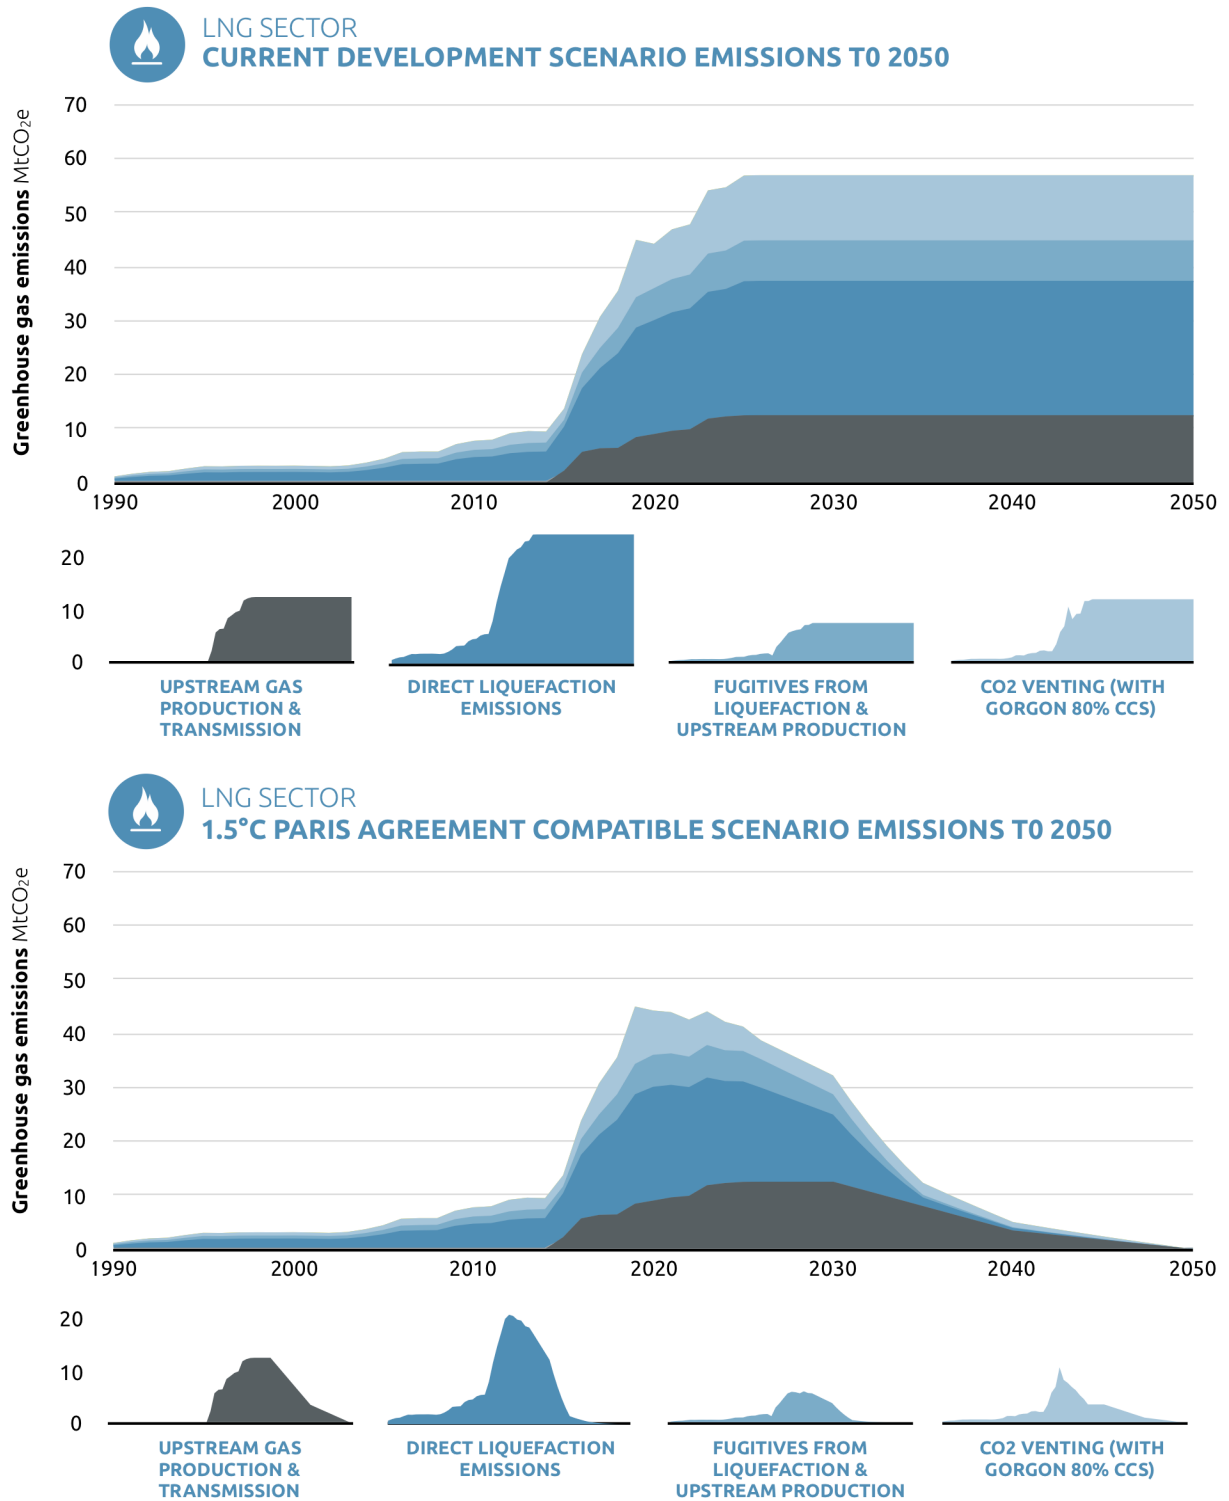 LNG SECTOR
CURRENT DEVELOPMENT SCENARIO EMISSIONS T0 2050
Greenhouse gas emissions MtCO₂e
70
60
50
40
30
20
10
0
1990 2000 2010 2020 2030 2040 2050
20
10
0
UPSTREAM GAS
PRODUCTION &
TRANSMISSION
DIRECT LIQUEFACTION
EMISSIONS
FUGITIVES FROM
LIQUEFACTION &
UPSTREAM PRODUCTION
CO2 VENTING (WITH
GORGON 80% CCS)
LNG SECTOR
1.5°C PARIS AGREEMENT COMPATIBLE SCENARIO EMISSIONS T0 2050
Greenhouse gas emissions MtCO₂e
70
60
50
40
30
20
10
0
1990 2000 2010 2020 2030 2040 2050
20
10
0
UPSTREAM GAS
PRODUCTION &
TRANSMISSION
DIRECT LIQUEFACTION
EMISSIONS
FUGITIVES FROM
LIQUEFACTION &
UPSTREAM PRODUCTION
CO2 VENTING (WITH
GORGON 80% CCS)